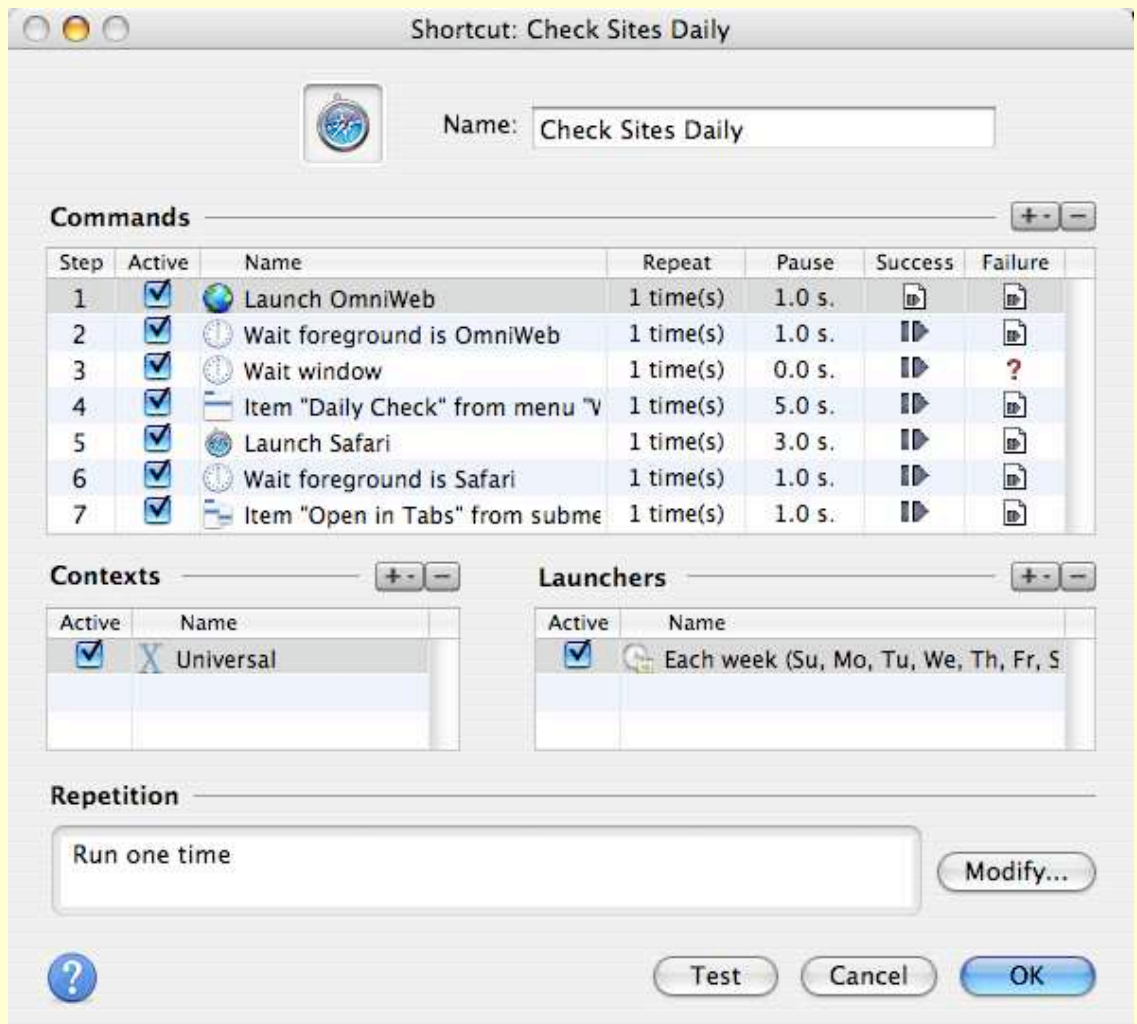 Shortcut: Check Sites Daily
Name: Check Sites Daily
Commands
Step Active Name Repeat Pause Success Failure
1 Launch OmniWeb 1 time(s) 1.0 s.
2 Wait foreground is OmniWeb 1 time(s) 1.0 s.
3 Wait window 1 time(s) 0.0 s. ?
4 Item "Daily Check" from menu "V 1 time(s) 5.0 s.
5 Launch Safari 1 time(s) 3.0 s.
6 Wait foreground is Safari 1 time(s) 1.0 s.
7 Item "Open in Tabs" from subme 1 time(s) 1.0 s.
Contexts
Launchers
Active Name
Active Name
X Universal
Each week (Su, Mo, Tu, We, Th, Fr, S
Repetition
Run one time
Modify...
? Test Cancel OK